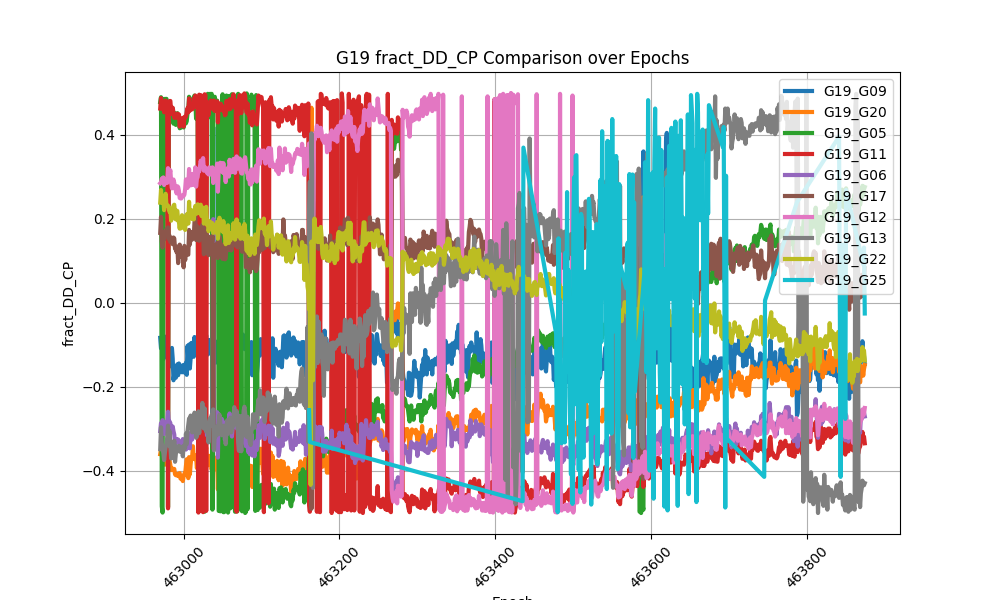 G19 fract_DD_CP Comparison over Epochs
fract_DD_CP
0.4
0.2
0.0
−0.2
−0.4
463000
463200
463400
463600
463800
Epoch
G19_G09
G19_G20
G19_G05
G19_G11
G19_G06
G19_G17
G19_G12
G19_G13
G19_G22
G19_G25